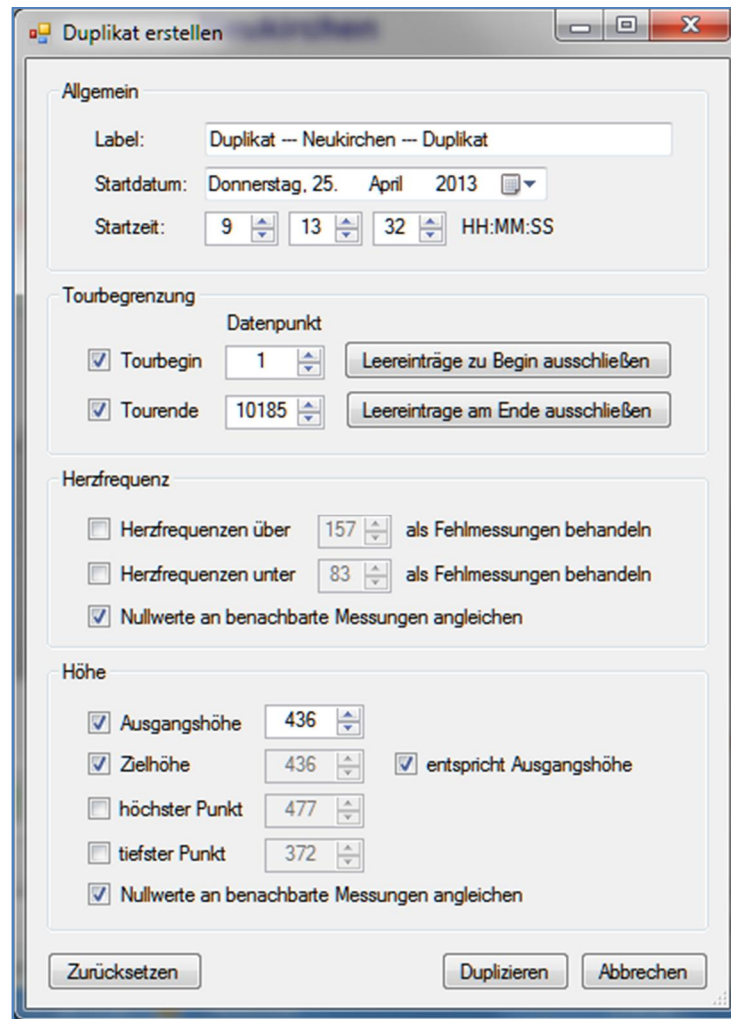 Duplikat erstellen
Allgemein
Label: Duplikat --- Neukirchen --- Duplikat
Startdatum: Donnerstag, 25. April 2013
Startzeit: 9 13 32 HH:MM:SS
Tourbegrenzung
Datenpunkt
Tourbegin 1 Leereinträge zu Begin ausschließen
Tourende 10185 Leereintrage am Ende ausschließen
Herzfrequenz
Herzfrequenzen über 157 als Fehlmessungen behandeln
Herzfrequenzen unter 83 als Fehlmessungen behandeln
Nullwerte an benachbarte Messungen angleichen
Höhe
Ausgangshöhe 436
Zielhöhe 436 entspricht Ausgangshöhe
höchster Punkt 477
tiefster Punkt 372
Nullwerte an benachbarte Messungen angleichen
Zurücksetzen Duplizieren Abbrechen